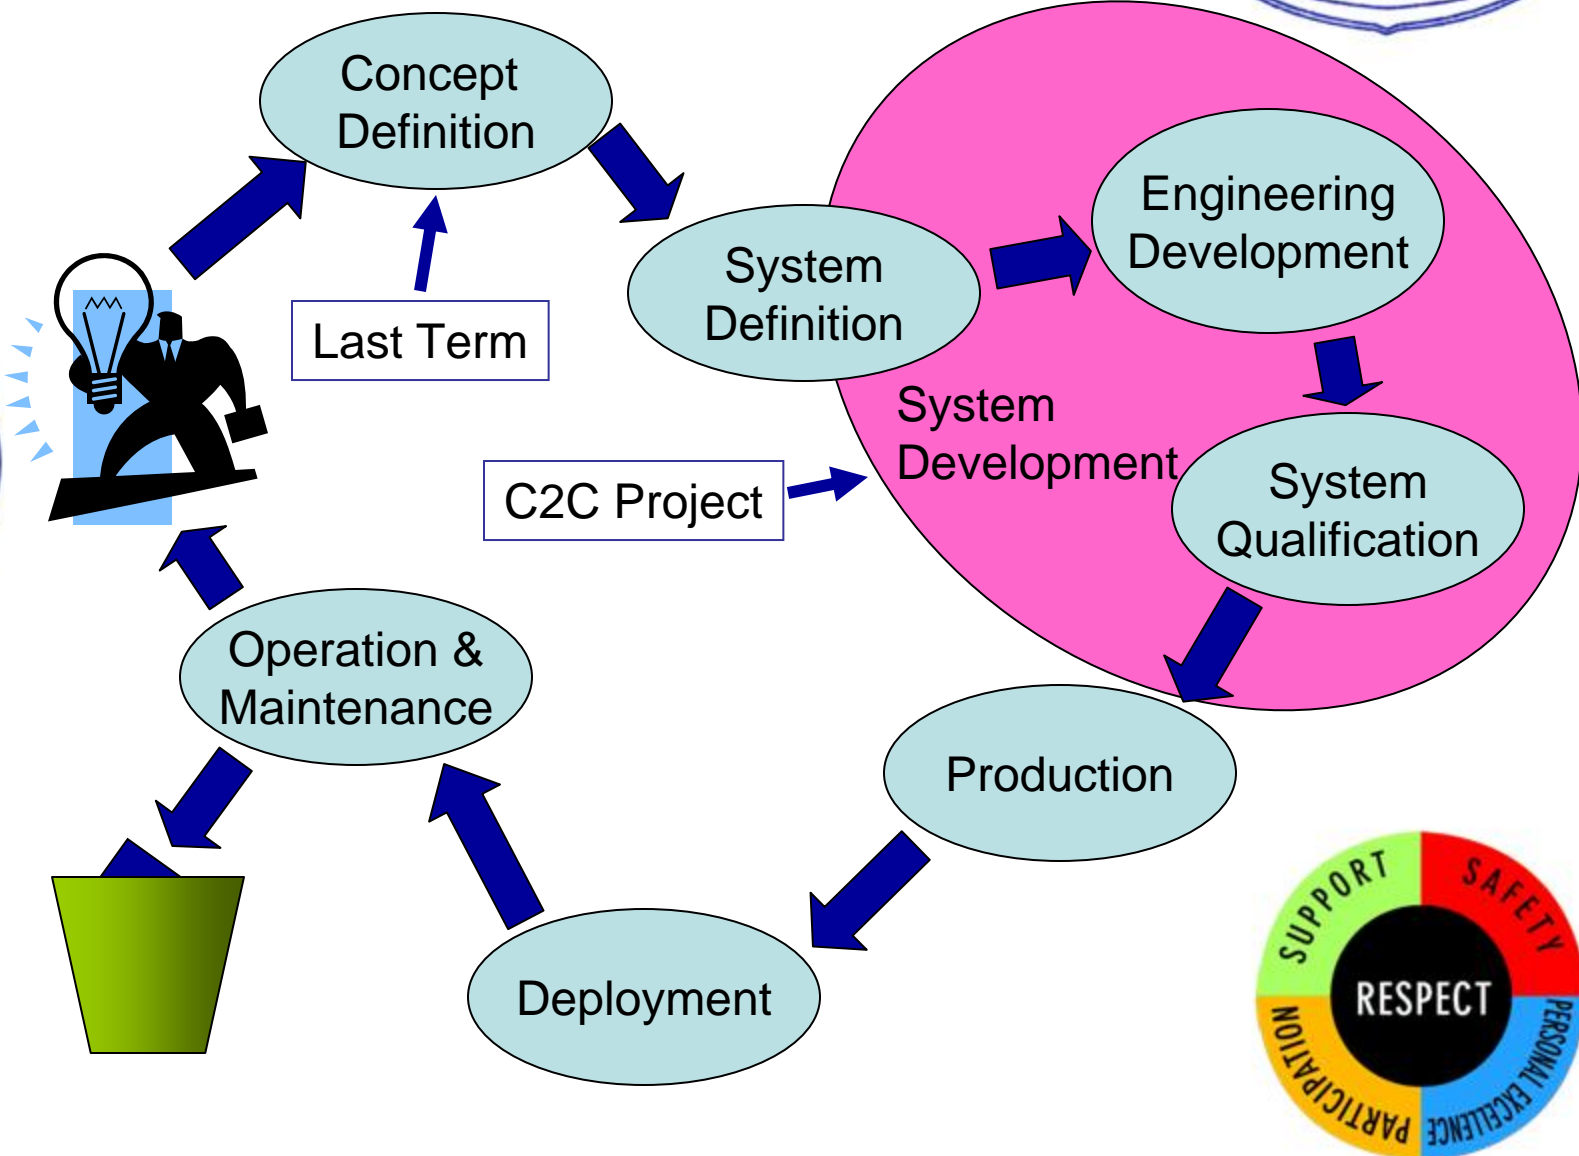 Concept
Definition
Engineering
Development
System
Definition
Last Term
System
Development
C2C Project
System
Qualification
Operation &
Maintenance
Production
Deployment
SUPPORT
SAFETY
RESPECT
PARTICIPATION
PERSONAL EXCELLENCE